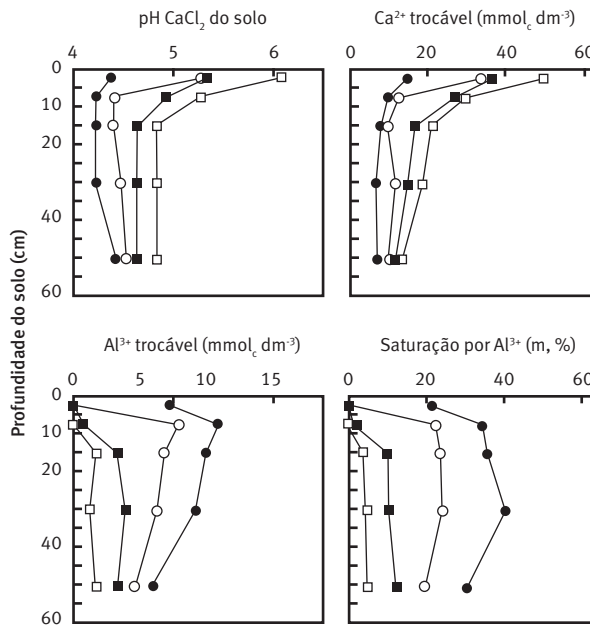 pH CaCl2 do solo
4 5 6
0
10
20
40
60
Ca2+ trocável (mmolc dm-3)
0 20 40 60
Profundidade do solo (cm)
Al3+ trocável (mmolc dm-3)
0 5 10 15
0
10
20
40
60
Saturação por Al3+ (m, %)
0 20 40 60